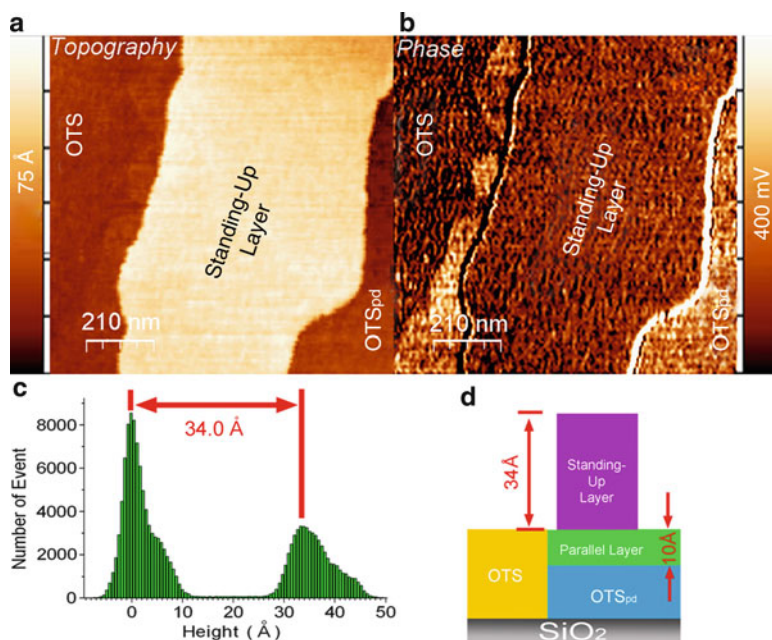 a
Topography
75 Å
OTS
Standing-Up
Layer
210 nm
OTSpd
b
Phase
OTS
Standing-Up
Layer
210 nm
OTSpd
400 mV
c
34.0 Å
Number of Event
8000
6000
4000
2000
0
0 10 20 30 40 50
Height ( Å )
d
34Å
Standing-
Up
Layer
Parallel Layer
10Å
OTS
OTSpd
SiO2